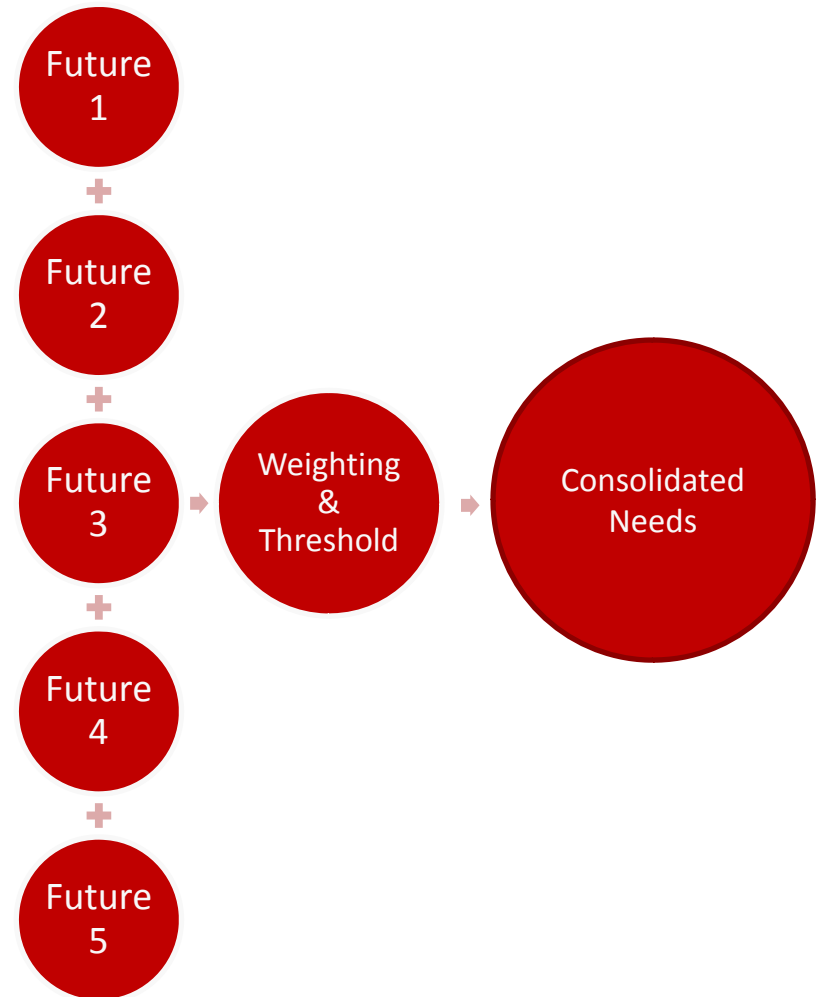 Future
1
Future
2
Future
3
Weighting
&
Threshold
Consolidated
Needs
Future
4
Future
5